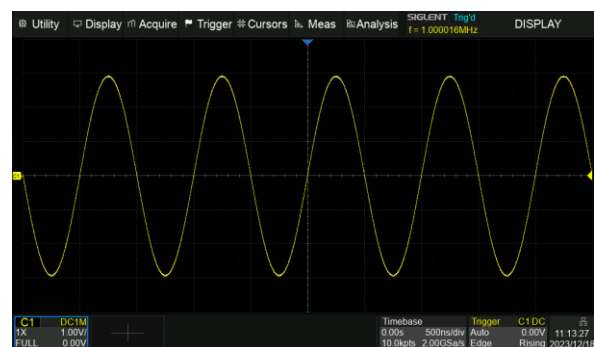 Utility Display Acquire Trigger Cursors Meas Analysis
SIGLENT Trig'd
f = 1.000016MHz
DISPLAY
C1
C1 DC1M
1X 1.00V/
FULL 0.00V
Timebase
0.00s 500ns/div
10.0kpts 2.00GSa/s
Trigger C1 DC
Auto 0.00V
Edge Rising
11:13:27
2023/12/18